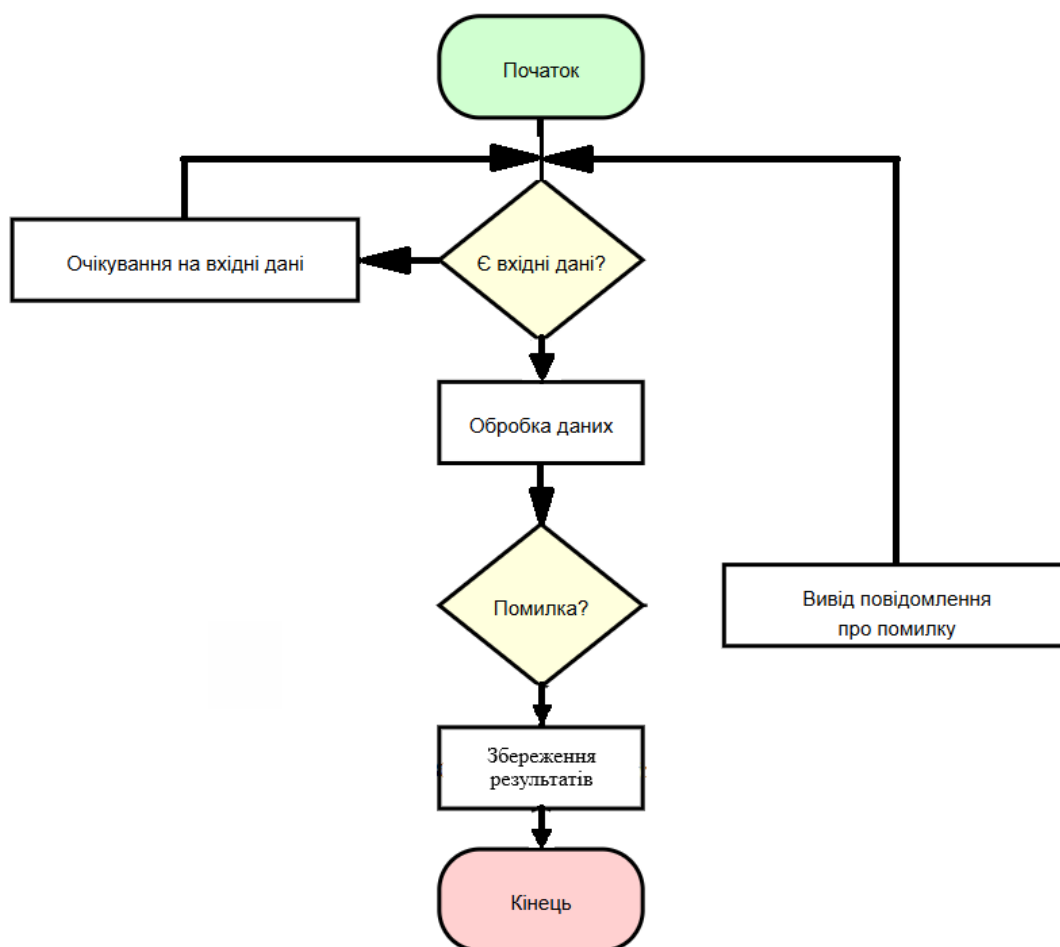 Початок
Очікування на вхідні дані
Є вхідні дані?
Обробка даних
Помилка?
Вивід повідомлення
про помилку
Збереження
результатів
Кінець